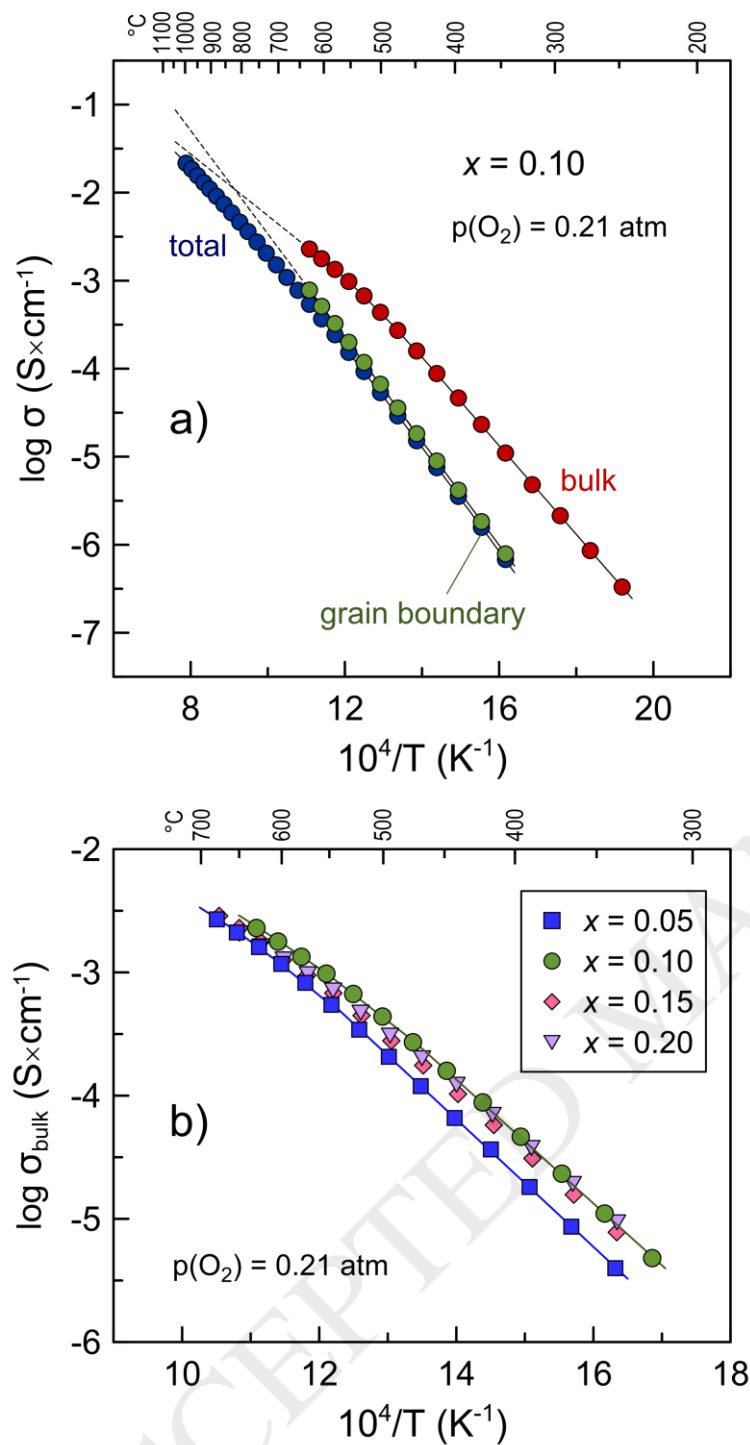 °C
1100 1000 900 800 700 600 500 400 300 200
-1
-2
-3
-4
-5
-6
-7
log σ (S×cm⁻¹)
x = 0.10
p(O₂) = 0.21 atm
total
a)
bulk
grain boundary
8 12 16 20
10⁴/T (K⁻¹)
°C
700 600 500 400 300
-2
-3
-4
-5
-6
log σbulk (S×cm⁻¹)
x = 0.05
x = 0.10
x = 0.15
x = 0.20
b)
p(O₂) = 0.21 atm
10 12 14 16 18
10⁴/T (K⁻¹)
CEPTED MA